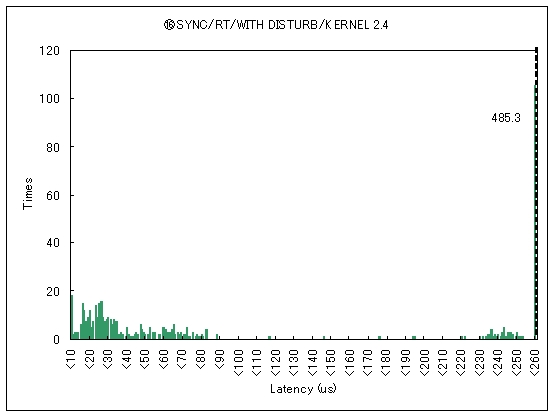 ⑯SYNC/RT/WITH DISTURB/KERNEL 2.4
120
100
80
60
40
20
0
Times
485.3
<10 <20 <30 <40 <50 <60 <70 <80 <90 <100 <110 <120 <130 <140 <150 <160 <170 <180 <190 <200 <210 <220 <230 <240 <250 <260
Latency (us)